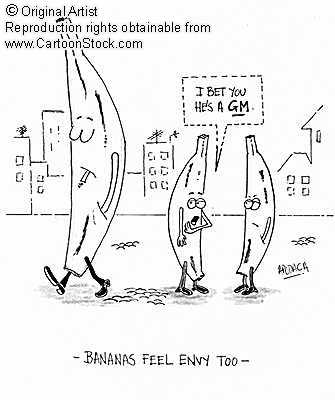 © Original Artist
Reproduction rights obtainable from
www.CartoonStock.com
I BET YOU
HE'S A GM
- BANANAS FEEL ENVY TOO -